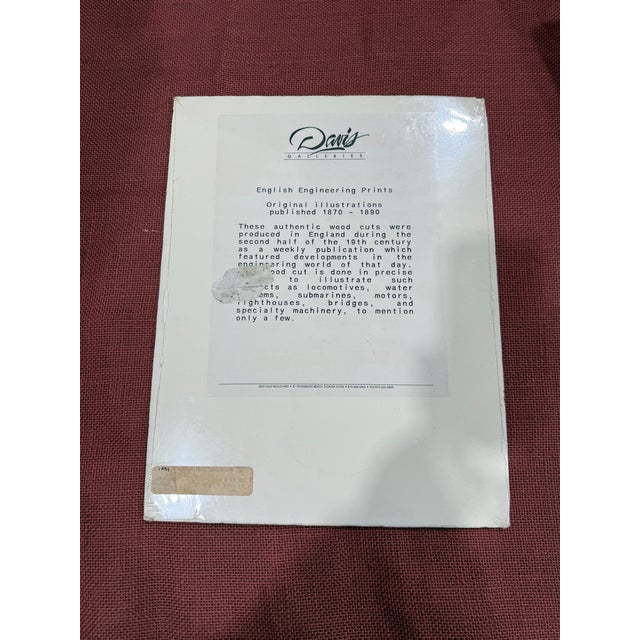 Davis
GALLERIES
English Engineering Prints
Original illustrations
published 1870 - 1890
These authentic wood cuts were
produced in England during the
second half of the 19th century
as a weekly publication which
featured developments in the
engineering world of that day.
wood cut is done in precise
to illustrate such
as locomotives, water
submarines, motors,
lighthouses, bridges, and
specialty machinery, to mention
only a few.